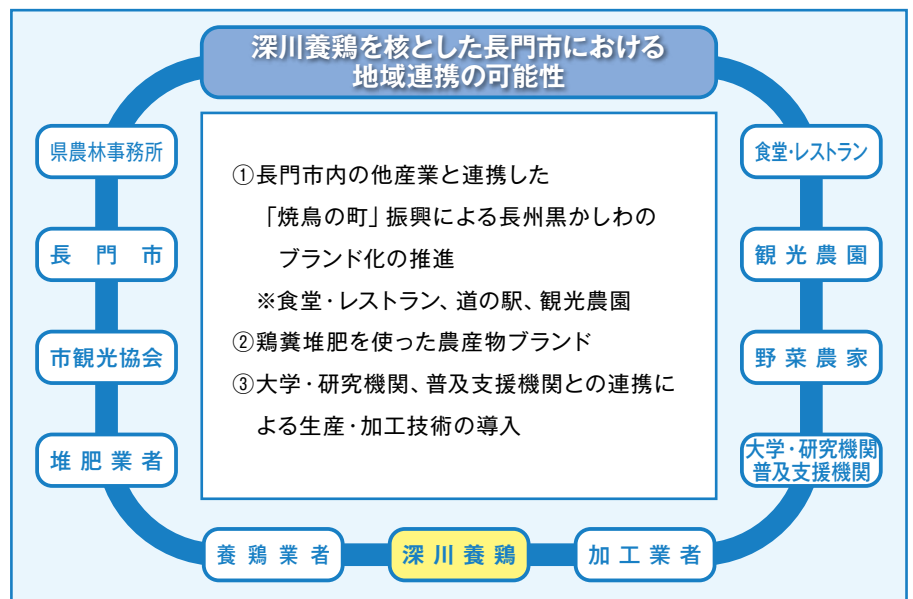 深川養鶏を核とした長門市における
地域連携の可能性
県農林事務所
長門市
市観光協会
堆肥業者
①長門市内の他産業と連携した
「焼鳥の町」振興による長州黒かしわの
ブランド化の推進
※食堂・レストラン、道の駅、観光農園
②鶏糞堆肥を使った農産物ブランド
③大学・研究機関、普及支援機関との連携に
よる生産・加工技術の導入
食堂・レストラン
観光農園
野菜農家
大学・研究機関
普及支援機関
養鶏業者
深川養鶏
加工業者